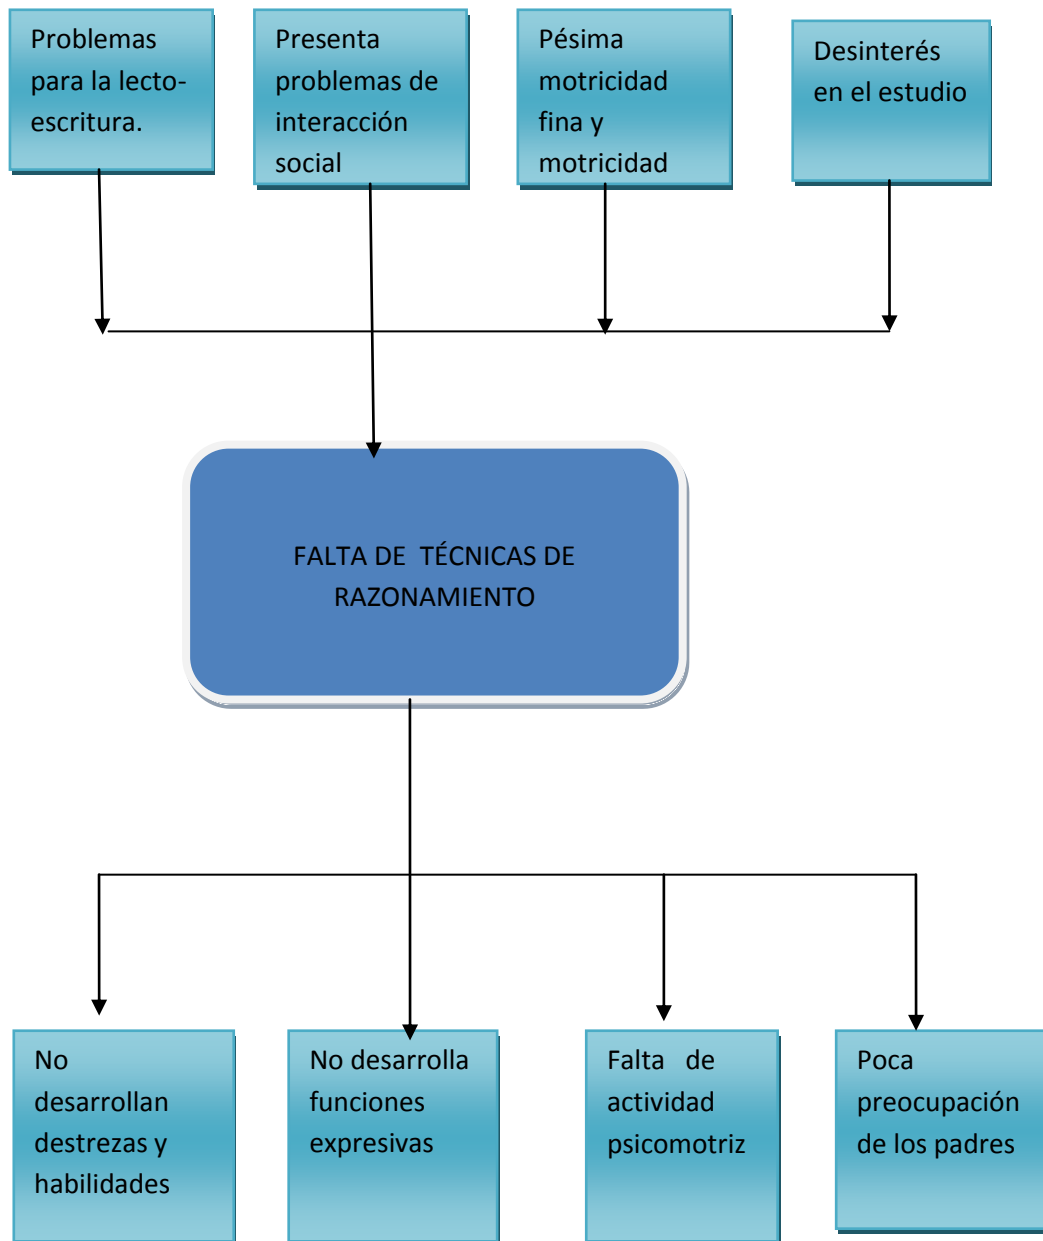 Problemas
para la lecto-
escritura.
Presenta
problemas de
interacción
social
Pésima
motricidad
fina y
motricidad
Desinterés
en el estudio
FALTA DE  TÉCNICAS DE
RAZONAMIENTO
No
desarrollan
destrezas y
habilidades
No desarrolla
funciones
expresivas
Falta de
actividad
psicomotriz
Poca
preocupación
de los padres